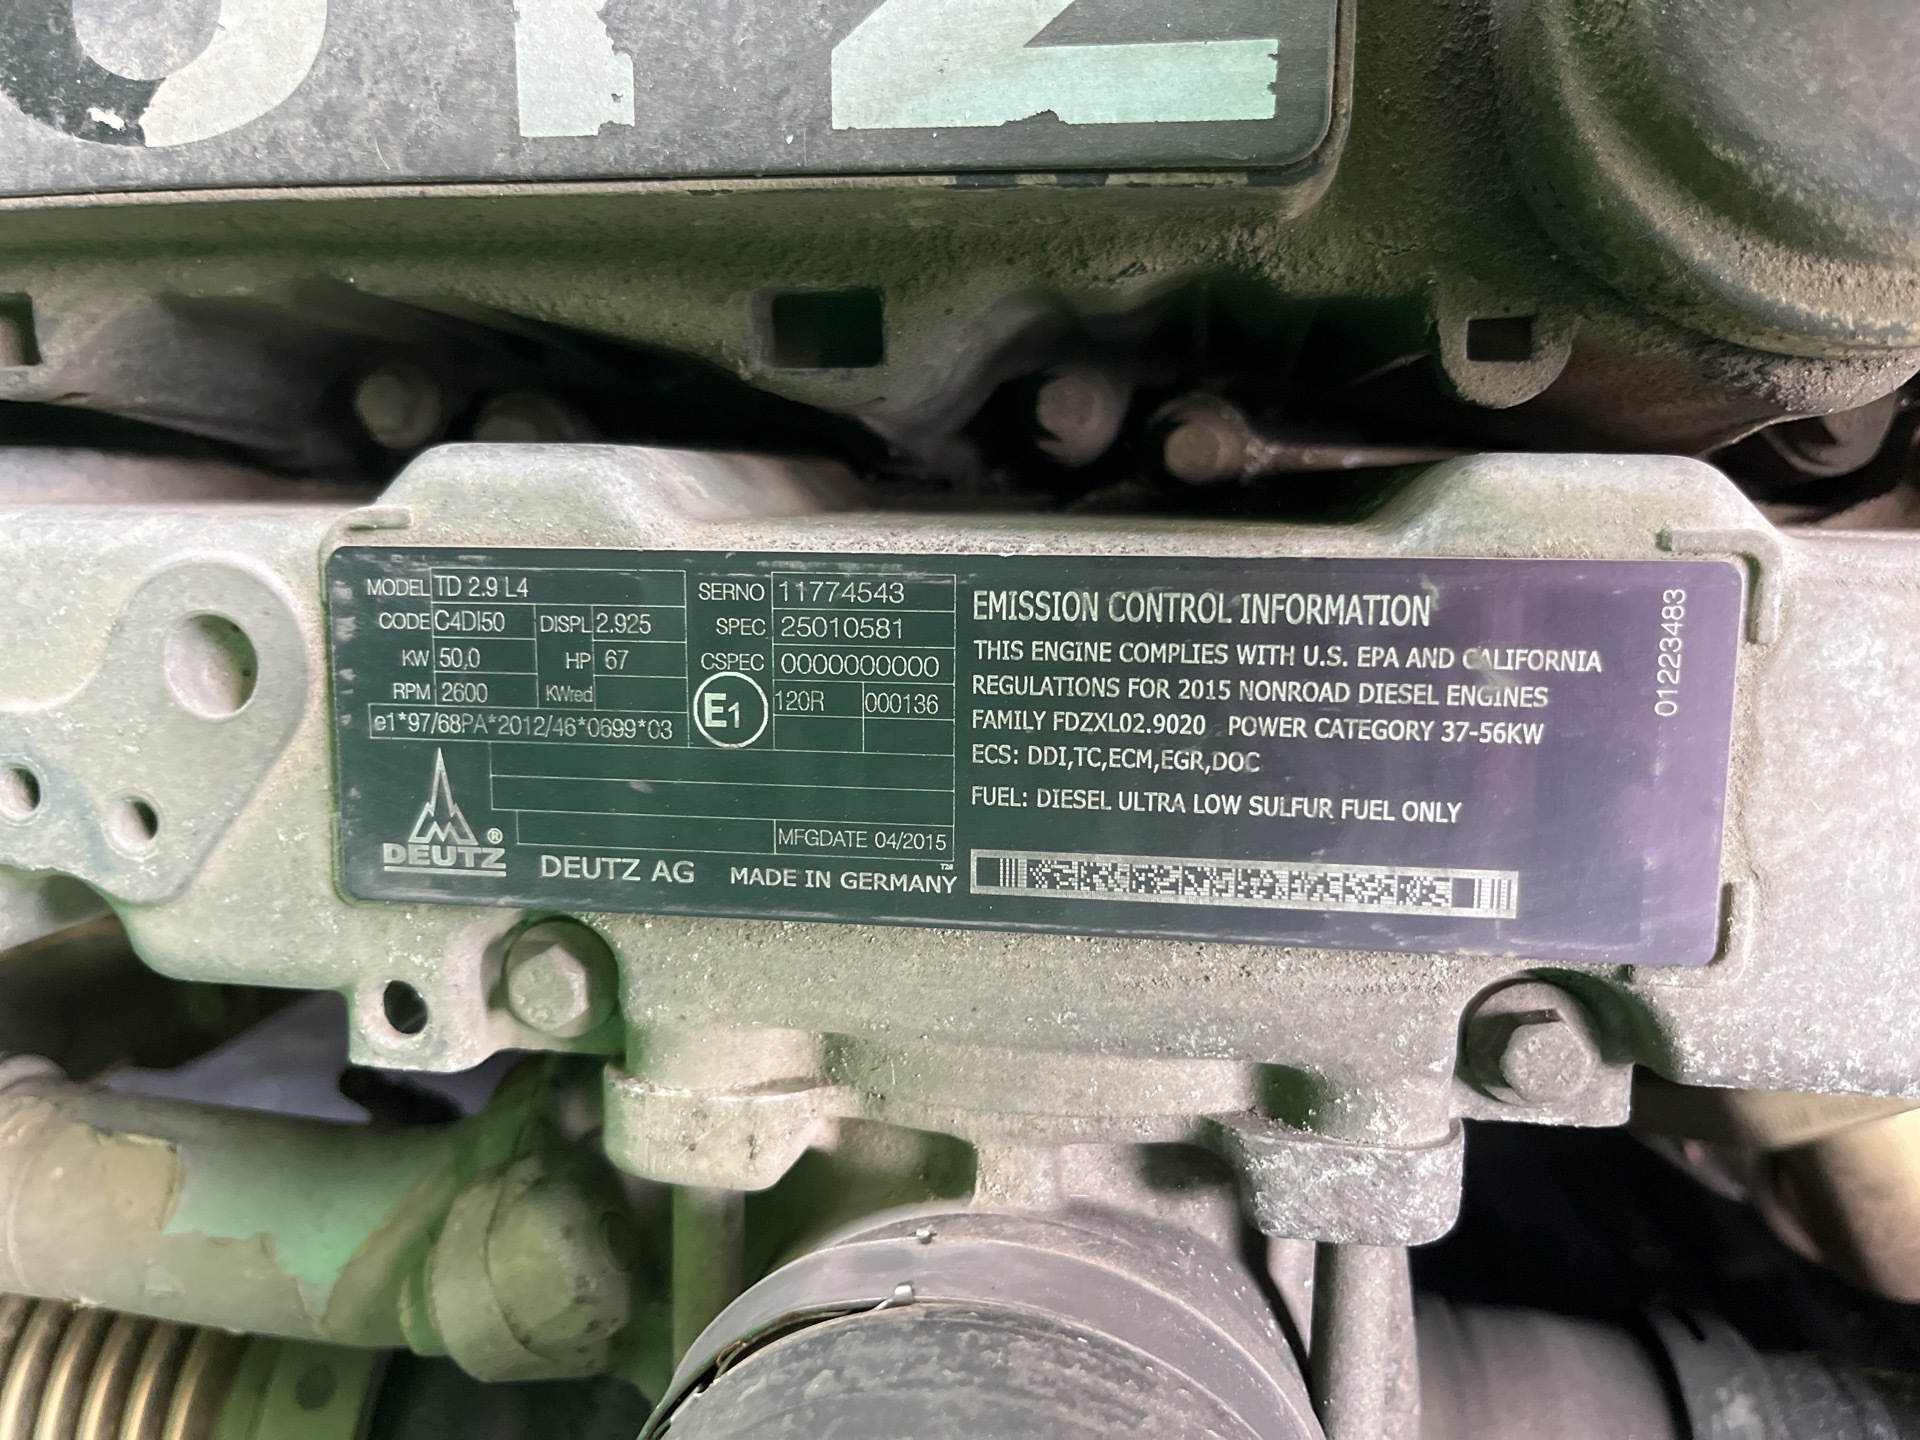 MODEL TD 2.9 L4
CODE C4DI50 DISPL 2.925
KW 50,0 HP 67
RPM 2600 KWred
e1*97/68PA*2012/46*0699*03
SERNO 11774543
SPEC 25010581
CSPEC 0000000000
E1 120R 000136
MFGDATE 04/2015
DEUTZ ®
DEUTZ AG MADE IN GERMANY
EMISSION CONTROL INFORMATION
THIS ENGINE COMPLIES WITH U.S. EPA AND CALIFORNIA
REGULATIONS FOR 2015 NONROAD DIESEL ENGINES
FAMILY FDZXL02.9020 POWER CATEGORY 37-56KW
ECS: DDI,TC,ECM,EGR,DOC
FUEL: DIESEL ULTRA LOW SULFUR FUEL ONLY
01223483